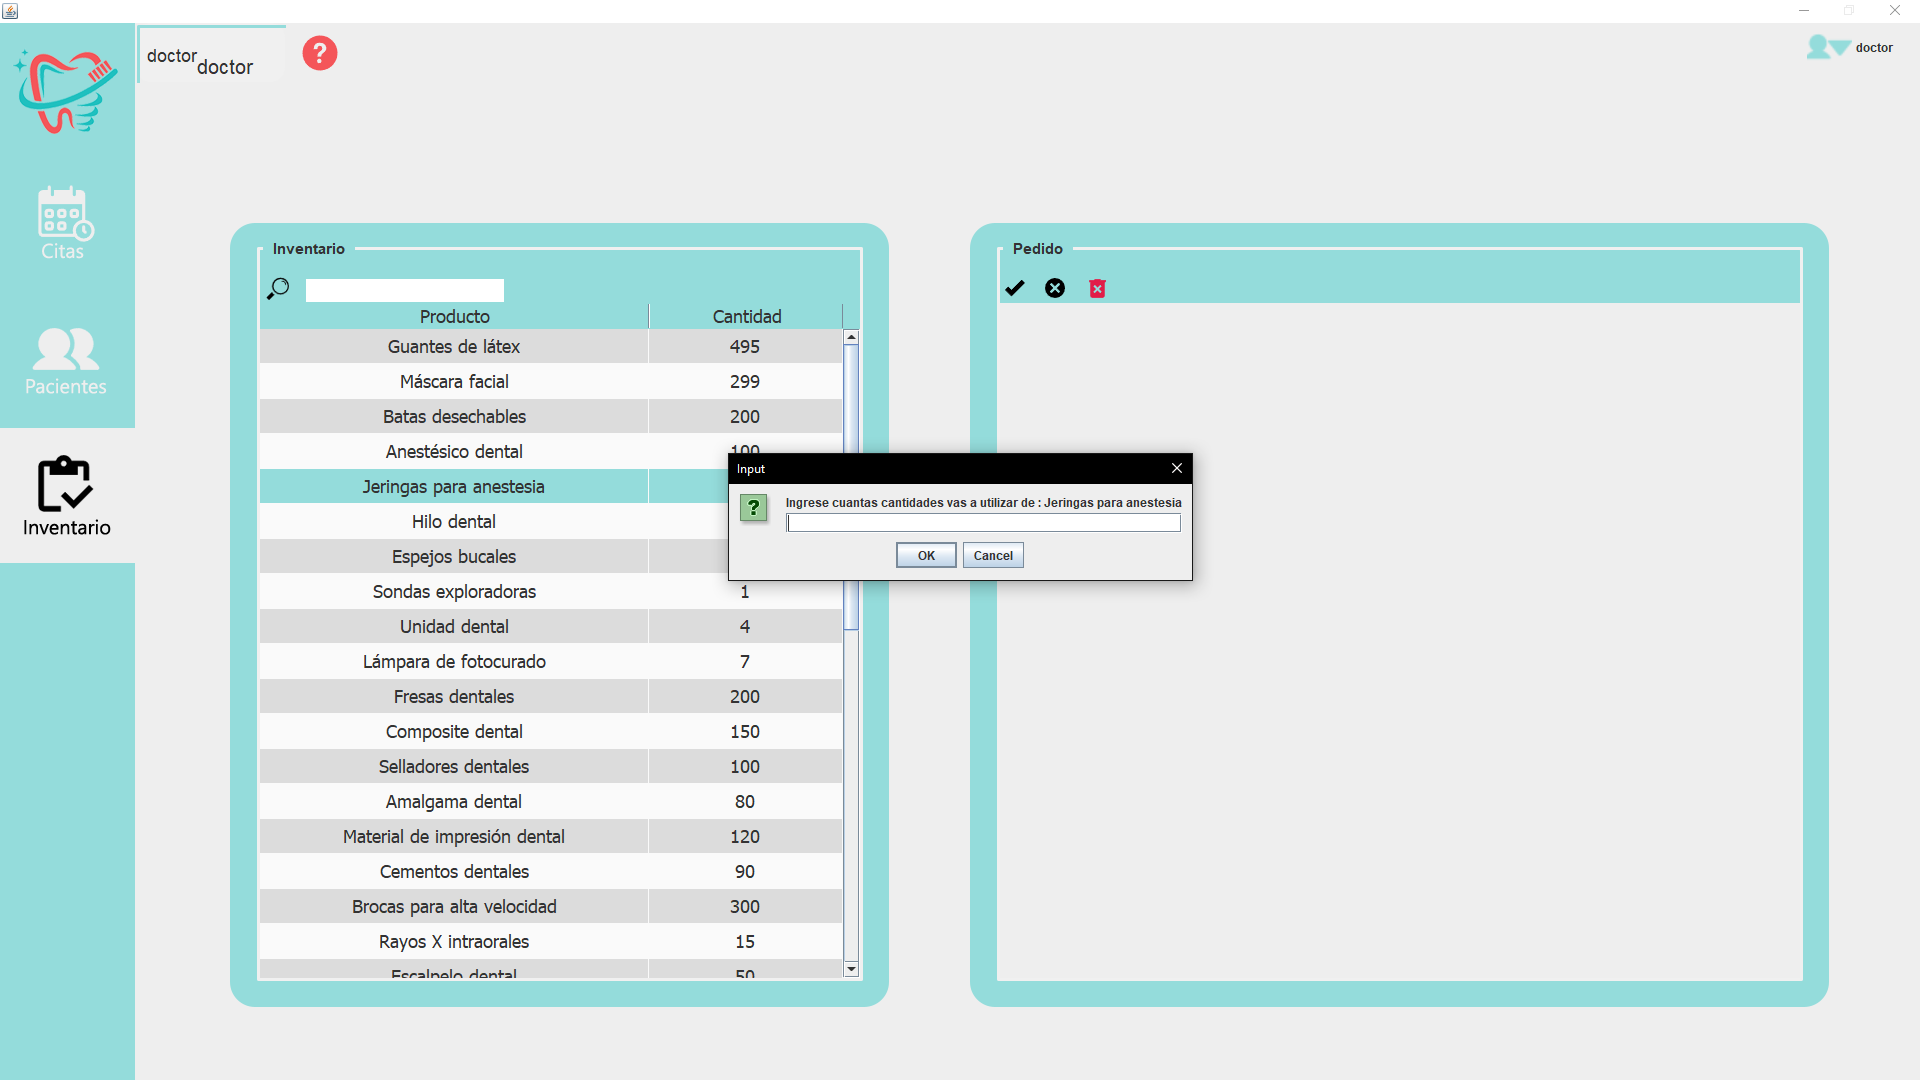 doctor
doctor
?
doctor
Citas
Pacientes
Inventario
Inventario
Producto Cantidad
Guantes de látex 495
Máscara facial 299
Batas desechables 200
Anestésico dental 100
Jeringas para anestesia
Hilo dental
Espejos bucales
Sondas exploradoras 1
Unidad dental 4
Lámpara de fotocurado 7
Fresas dentales 200
Composite dental 150
Selladores dentales 100
Amalgama dental 80
Material de impresión dental 120
Cementos dentales 90
Brocas para alta velocidad 300
Rayos X intraorales 15
Escalpelo dental 50
Pedido
Input
?
Ingrese cuantas cantidades vas a utilizar de : Jeringas para anestesia
OK Cancel